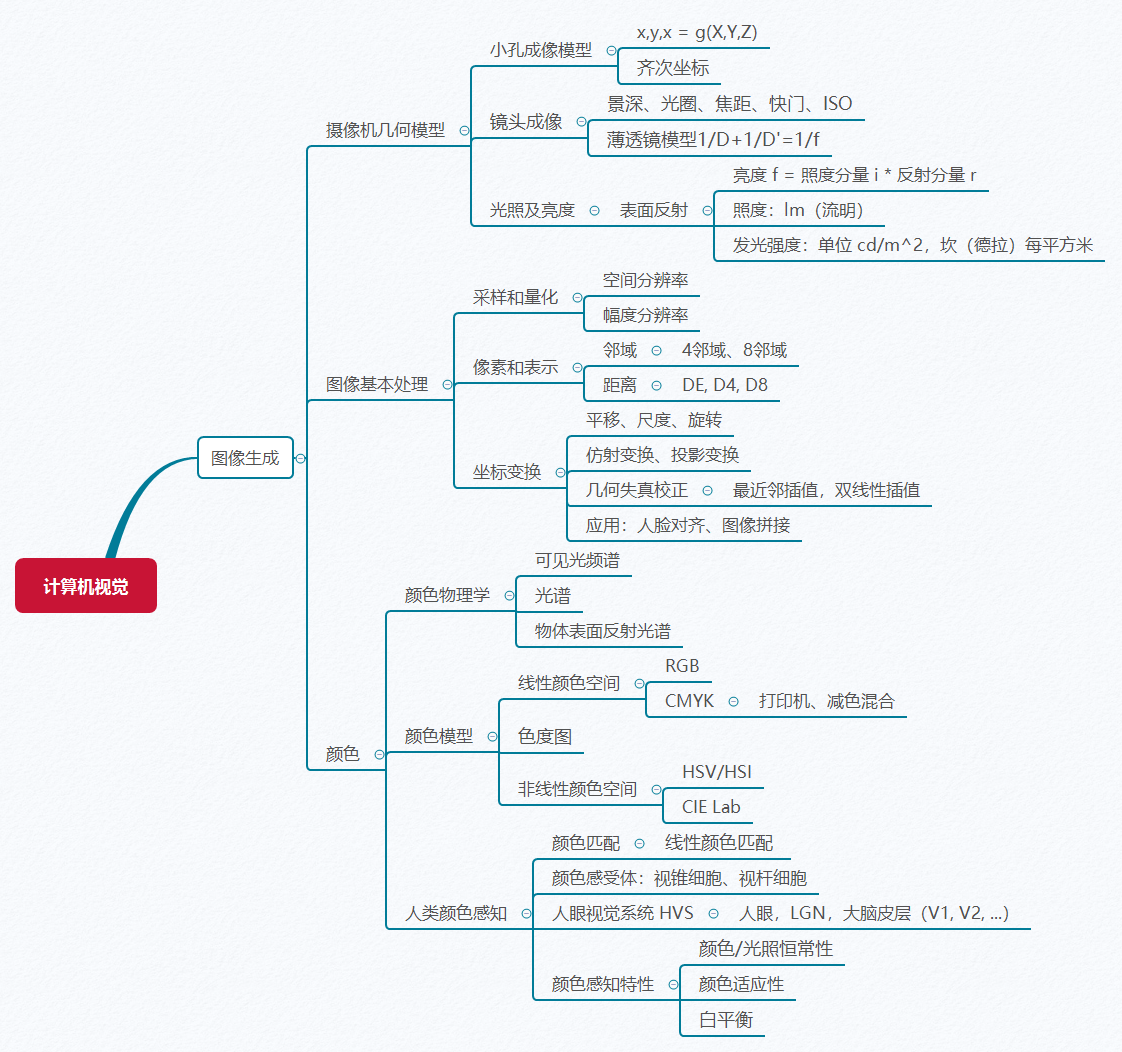 x,y,x = g(X,Y,Z)
小孔成像模型
齐次坐标
景深、光圈、焦距、快门、ISO
镜头成像
摄像机几何模型
薄透镜模型1/D+1/D'=1/f
亮度 f = 照度分量 i * 反射分量 r
光照及亮度
表面反射
照度：lm（流明）
发光强度：单位 cd/m^2，坎（德拉）每平方米
空间分辨率
采样和量化
幅度分辨率
邻域
4邻域、8邻域
像素和表示
图像基本处理
距离
DE, D4, D8
平移、尺度、旋转
仿射变换、投影变换
图像生成
坐标变换
几何失真校正
最近邻插值，双线性插值
应用：人脸对齐、图像拼接
可见光频谱
计算机视觉
颜色物理学
光谱
物体表面反射光谱
RGB
线性颜色空间
CMYK
打印机、减色混合
颜色模型
色度图
颜色
HSV/HSI
非线性颜色空间
CIE Lab
颜色匹配
线性颜色匹配
颜色感受体：视锥细胞、视杆细胞
人类颜色感知
人眼视觉系统 HVS
人眼，LGN，大脑皮层（V1, V2, ...）
颜色/光照恒常性
颜色感知特性
颜色适应性
白平衡